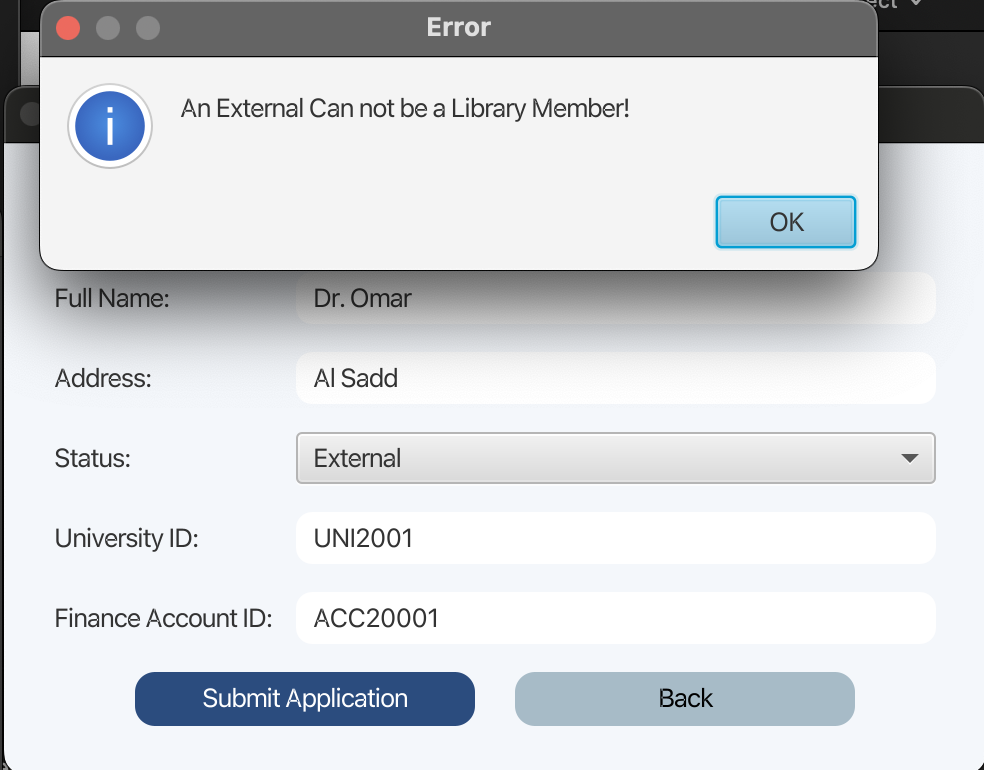 Error
An External Can not be a Library Member!
OK
Full Name: Dr. Omar
Address: Al Sadd
Status: External
University ID: UNI2001
Finance Account ID: ACC20001
Submit Application Back